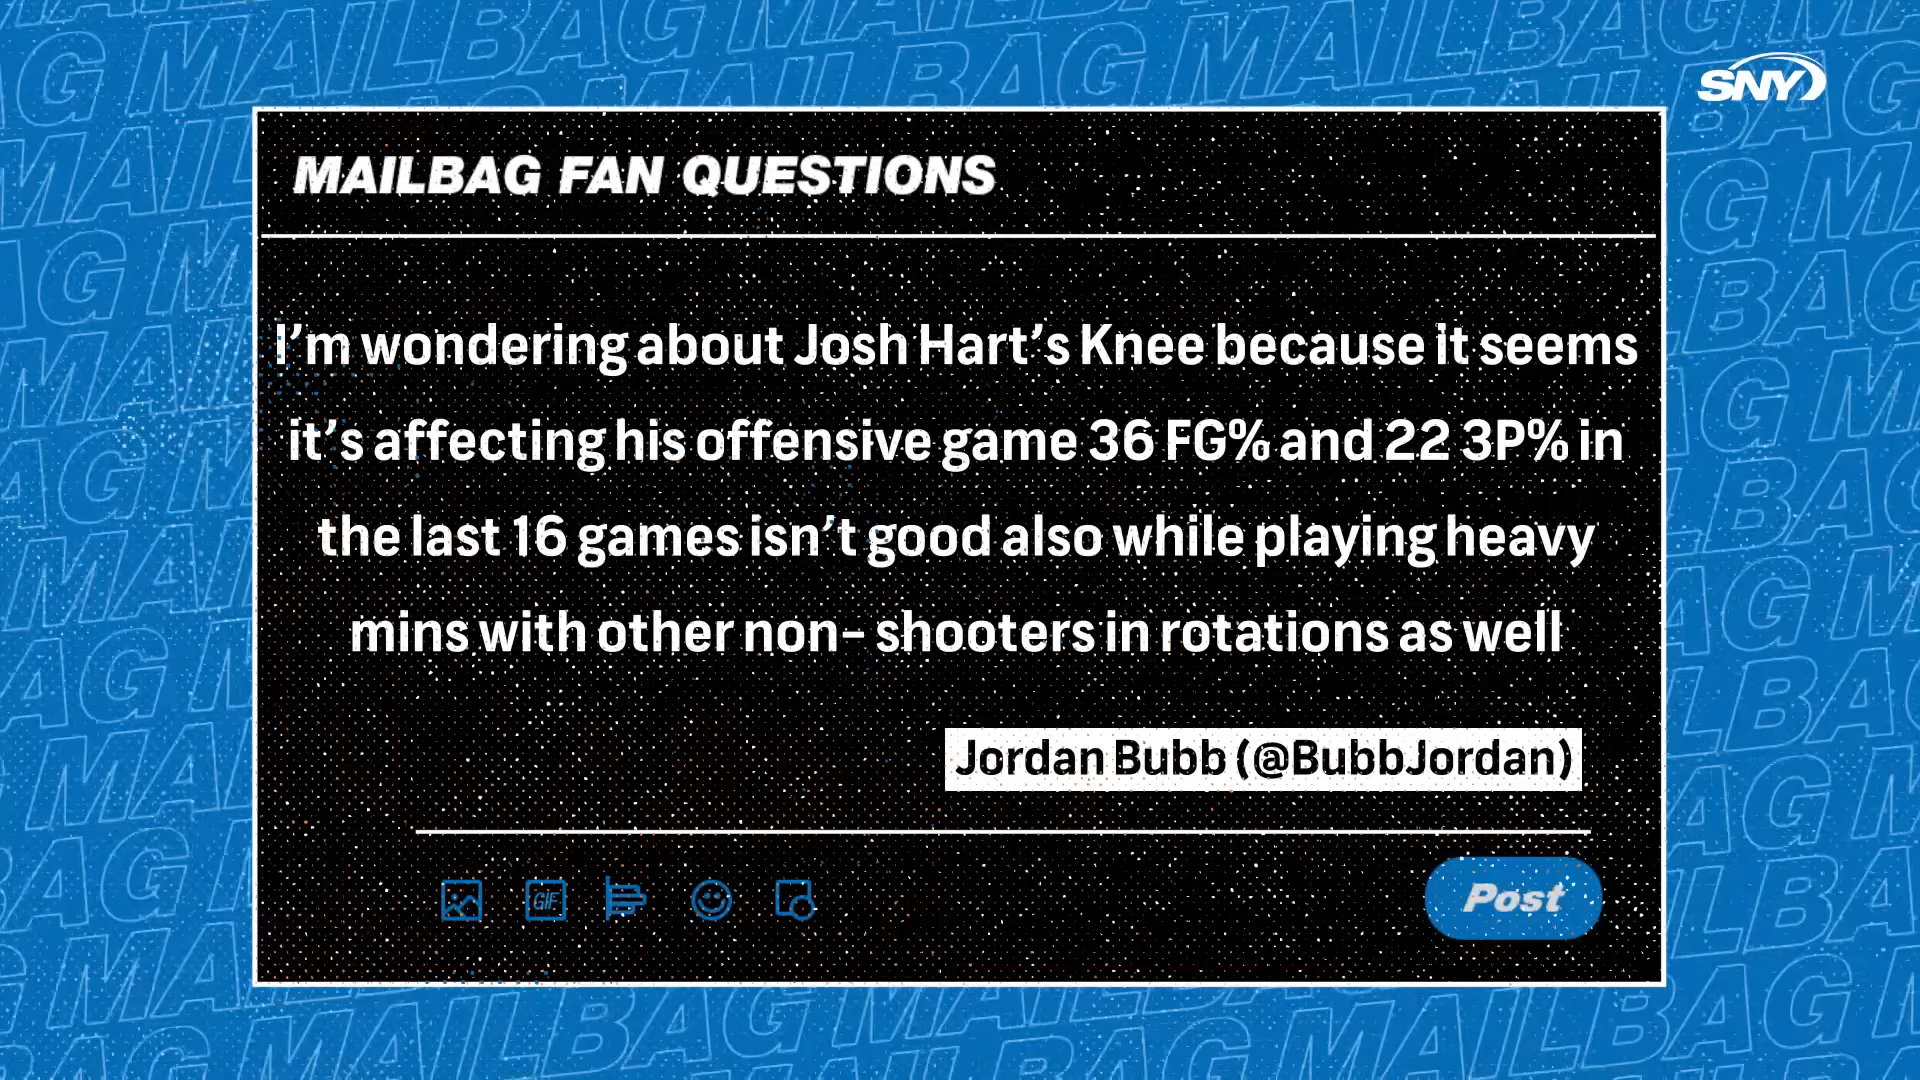 SNY
MAILBAG FAN QUESTIONS
I'm wondering about Josh Hart's Knee because it seems
it's affecting his offensive game 36 FG% and 22 3P% in
the last 16 games isn't good also while playing heavy
mins with other non- shooters in rotations as well
Jordan Bubb (@BubbJordan)
GIF
Post